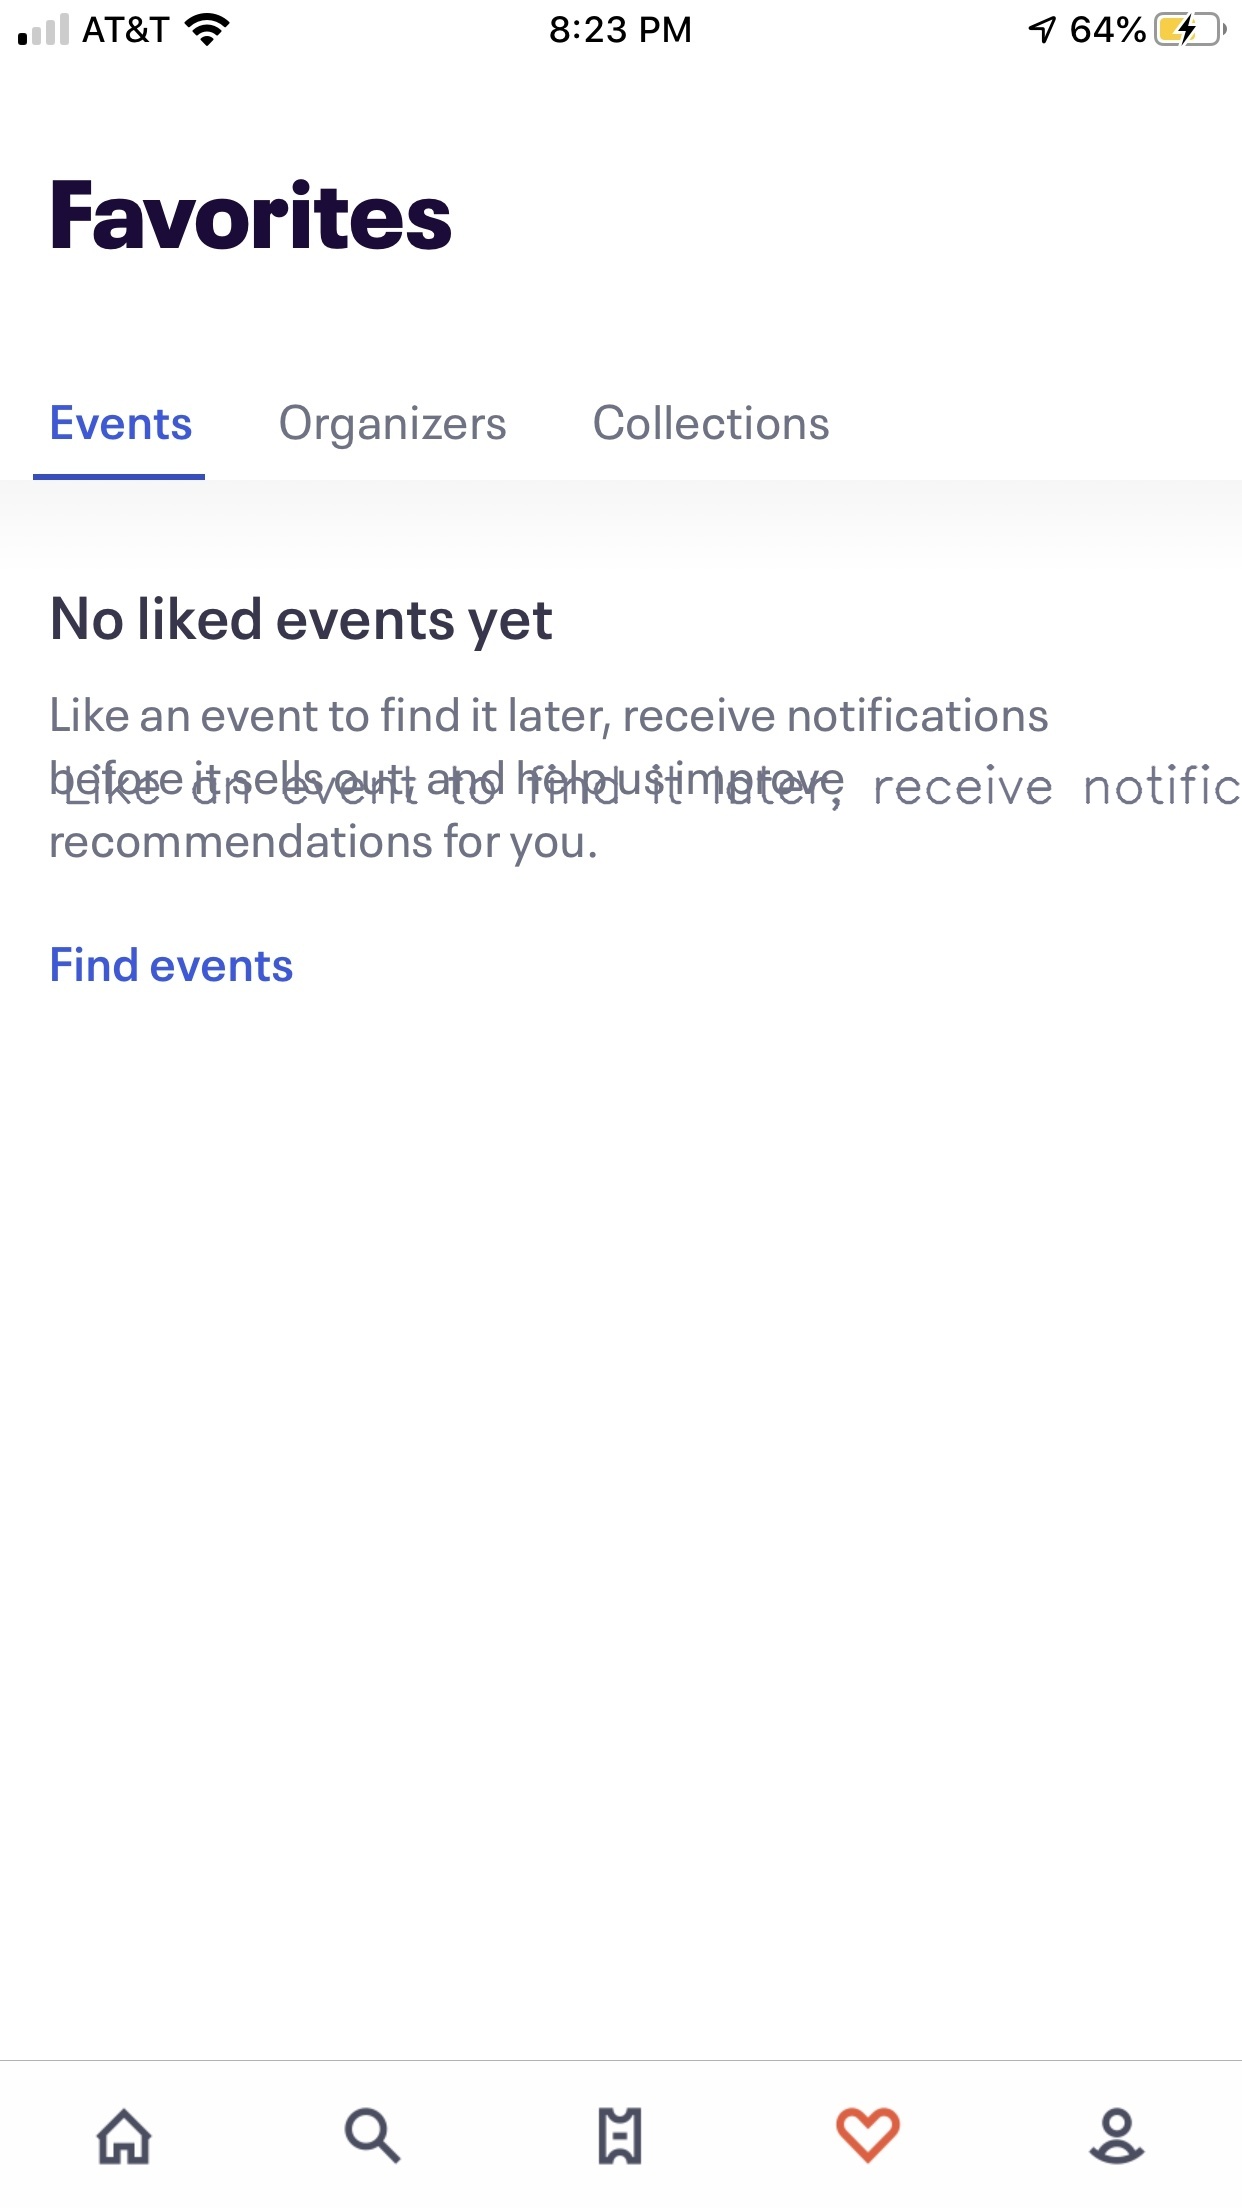 AT&T
8:23 PM
64%
Favorites
Events
Organizers
Collections
No liked events yet
Like an event to find it later, receive notifications
before it sells out, and help us improve
Like an event to find it later, receive notific
recommendations for you.
Find events